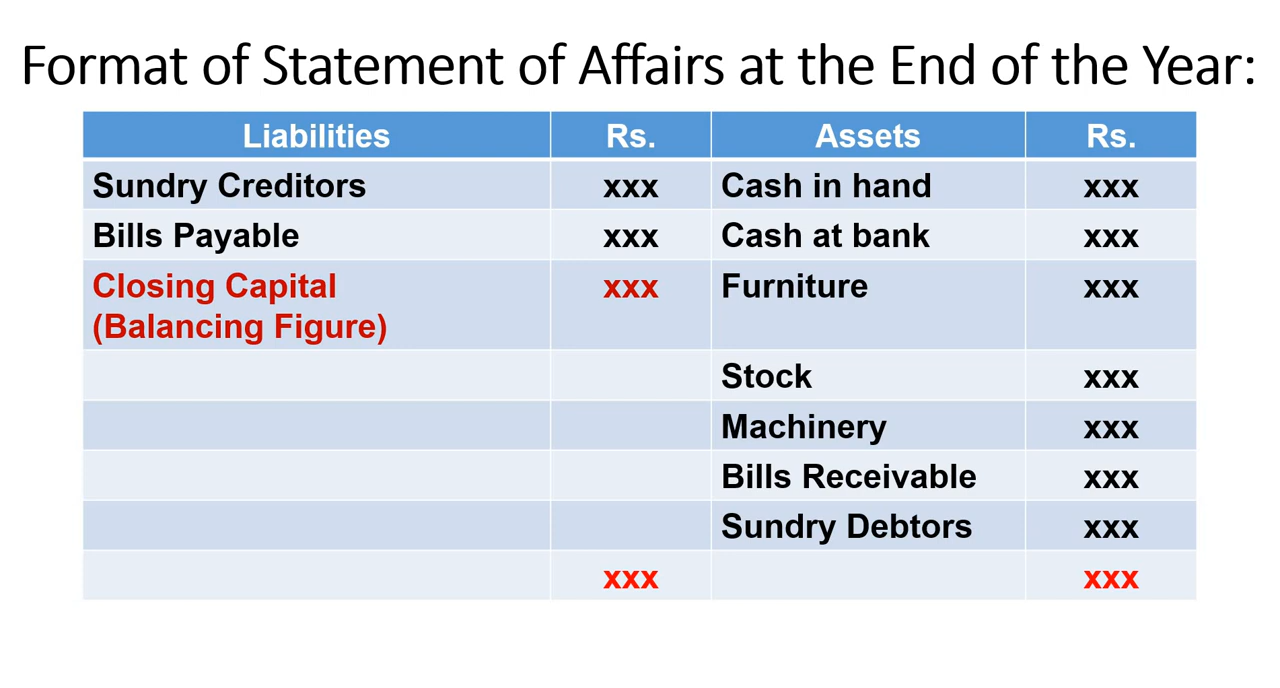 Format of Statement of Affairs at the End of the Year:
Liabilities Rs. Assets Rs.
Sundry Creditors xxx Cash in hand xxx
Bills Payable xxx Cash at bank xxx
Closing Capital xxx Furniture xxx
(Balancing Figure)
Stock xxx
Machinery xxx
Bills Receivable xxx
Sundry Debtors xxx
xxx xxx